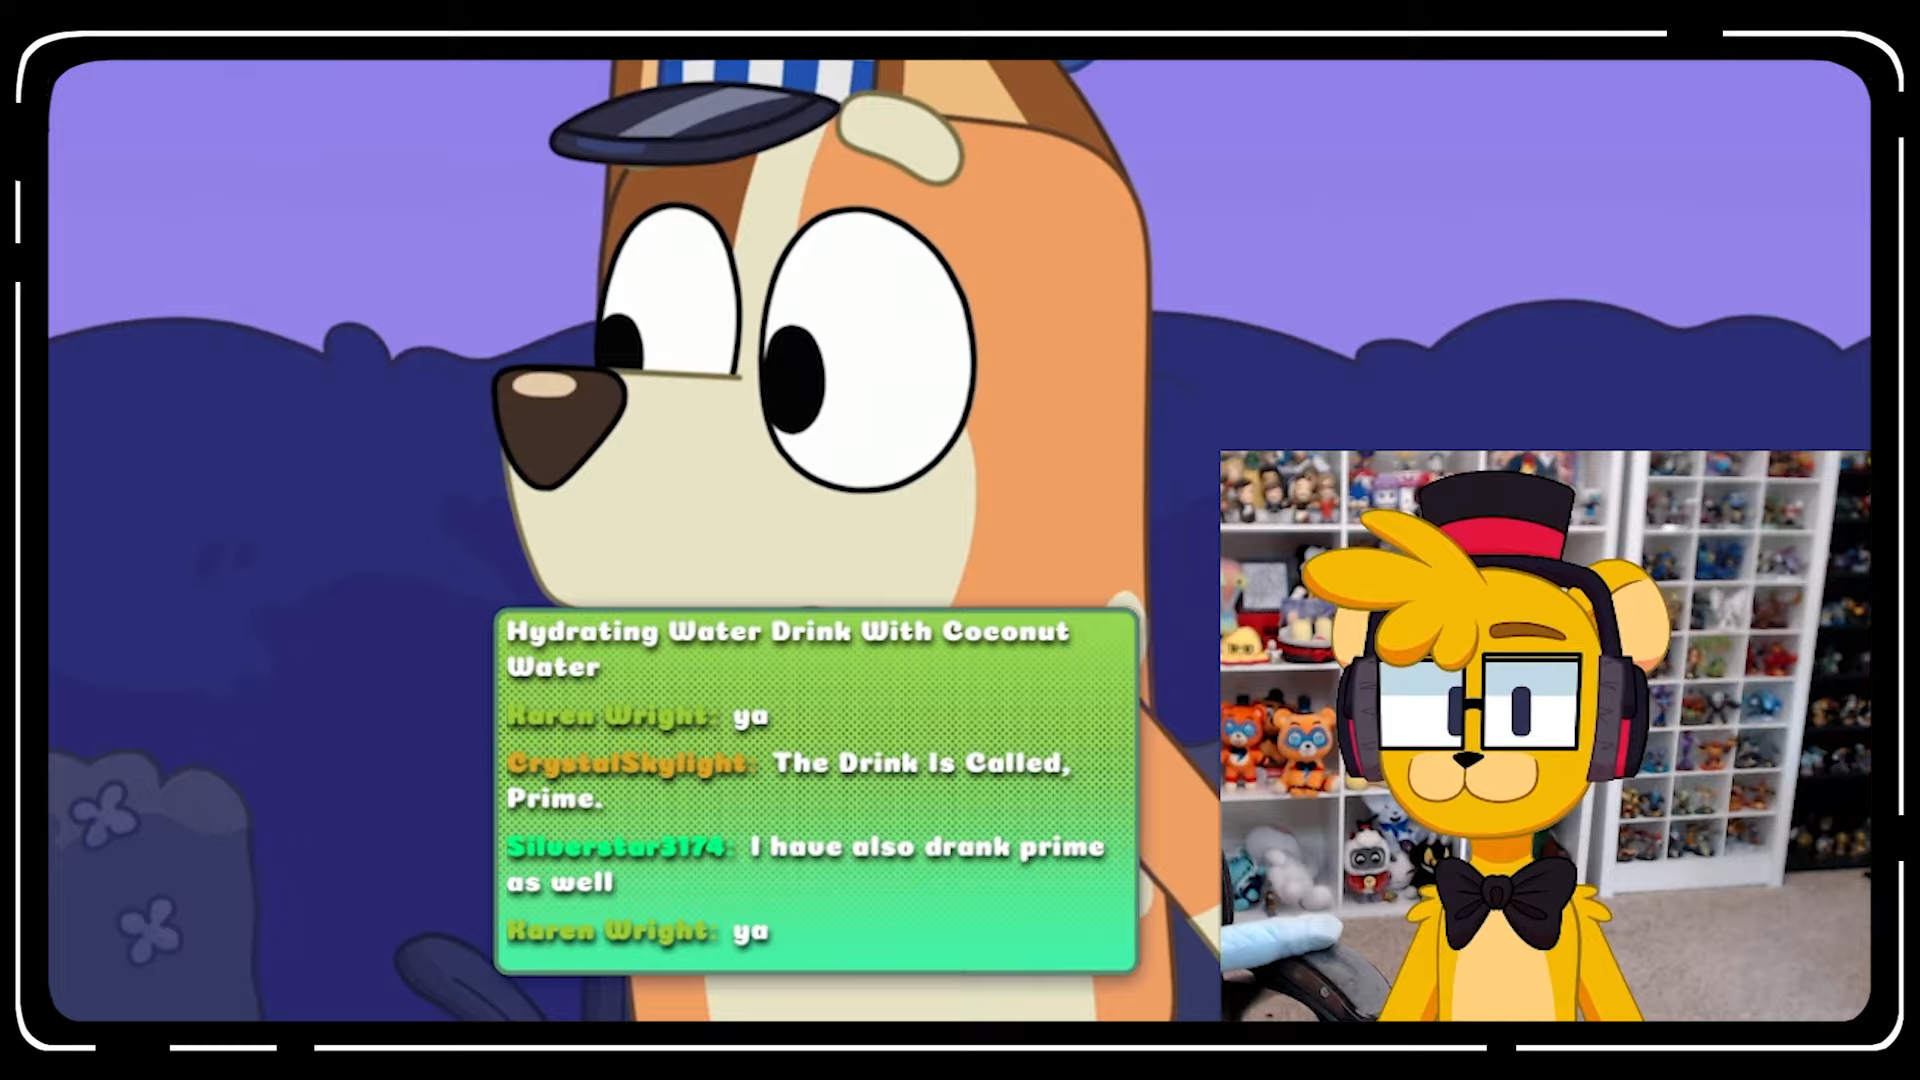 Hydrating Water Drink With Coconut
Water
Karen Wright: ya
CrystalSkylight: The Drink Is Called,
Prime.
Silverstar3174: I have also drank prime
as well
Karen Wright: ya